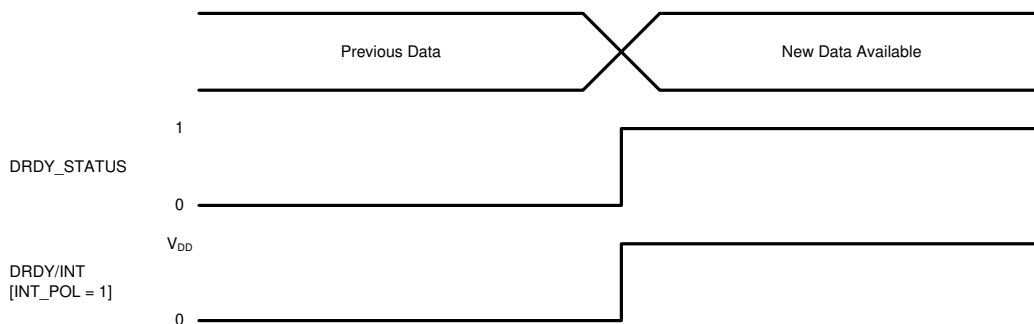 Previous Data
New Data Available
1
DRDY_STATUS
0
VDD
DRDY/INT
[INT_POL = 1]
0